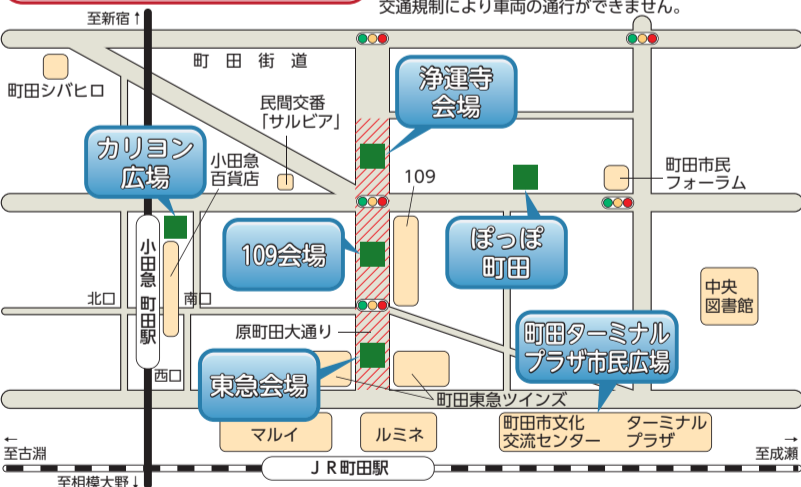 交通規制により車両の通行ができません。
至新宿↑
町田街道
町田シバヒロ
民間交番
「サルビア」
浄運寺
会場
カリヨン
広場
小田急
百貨店
109
町田市民
フォーラム
109会場
ぽっぽ
町田
小田急 町田駅
北口
南口
西口
中央
図書館
原町田大通り
町田ターミナル
プラザ市民広場
東急会場
町田東急ツインズ
マルイ
ルミネ
町田市文化
交流センター
ターミナル
プラザ
←
至古淵
→
至成瀬
JR町田駅
至相模大野↓